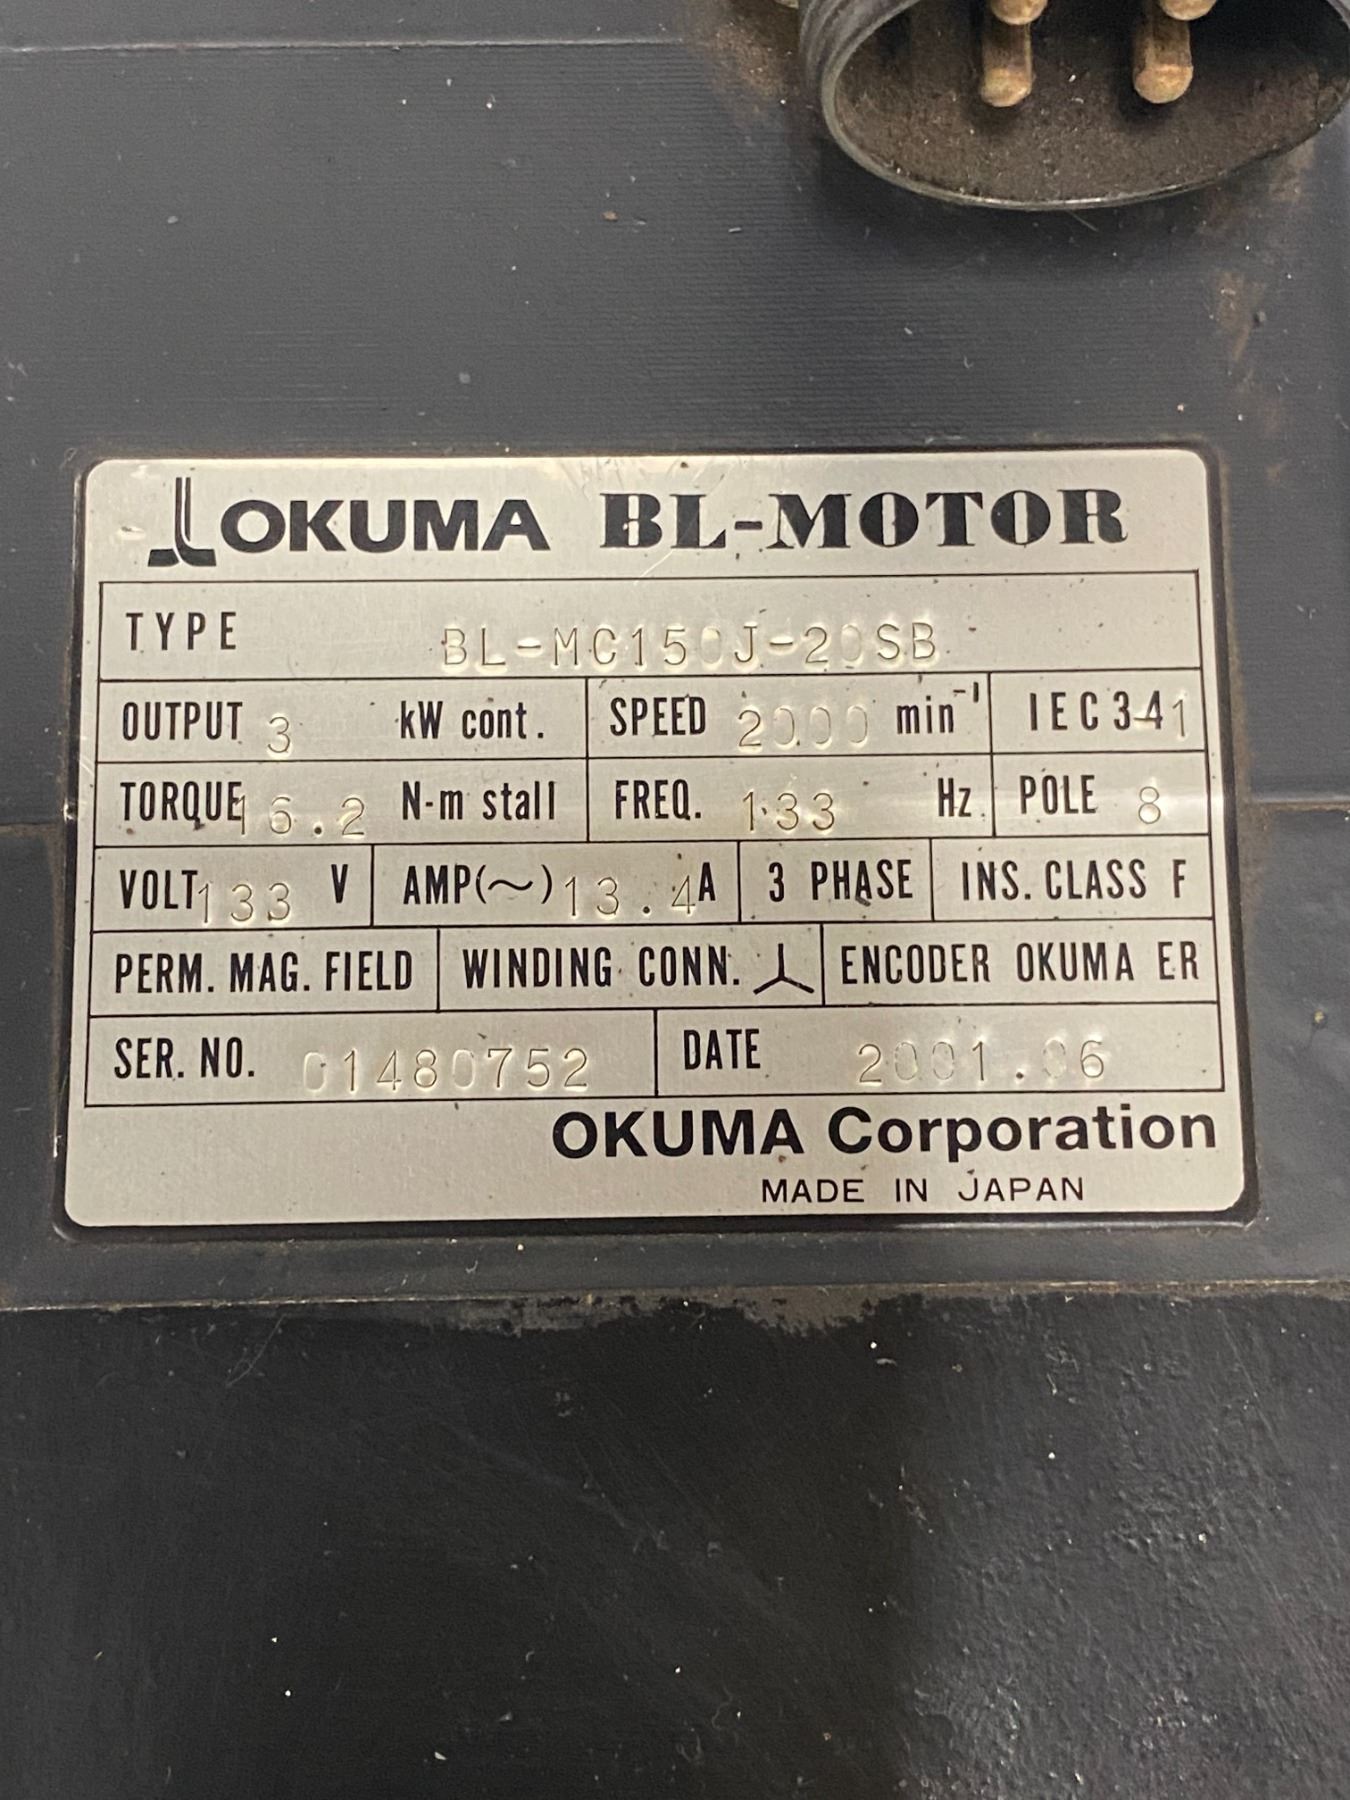 OKUMA BL-MOTOR
TYPE BL-MC150J-20SB
OUTPUT 3 kW cont. SPEED 2000 min⁻¹ IEC 34-1
TORQUE 16.2 N-m stall FREQ. 133 Hz POLE 8
VOLT 133 V AMP(～) 13.4 A 3 PHASE INS. CLASS F
PERM. MAG. FIELD WINDING CONN. ENCODER OKUMA ER
SER. NO. 01480752 DATE 2001.06
OKUMA Corporation
MADE IN JAPAN